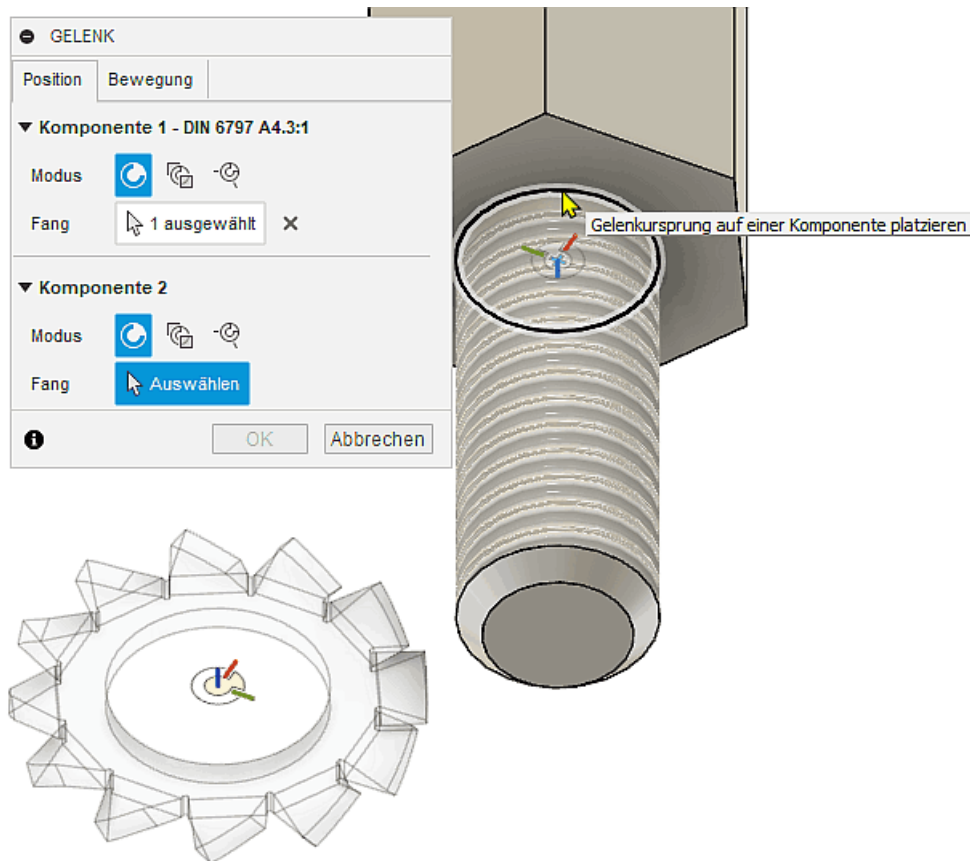 GELENK
Position Bewegung
Komponente 1 - DIN 6797 A4.3:1
Modus
Fang 1 ausgewählt
Komponente 2
Modus
Fang Auswählen
OK Abbrechen
Gelenkursprung auf einer Komponente platzieren